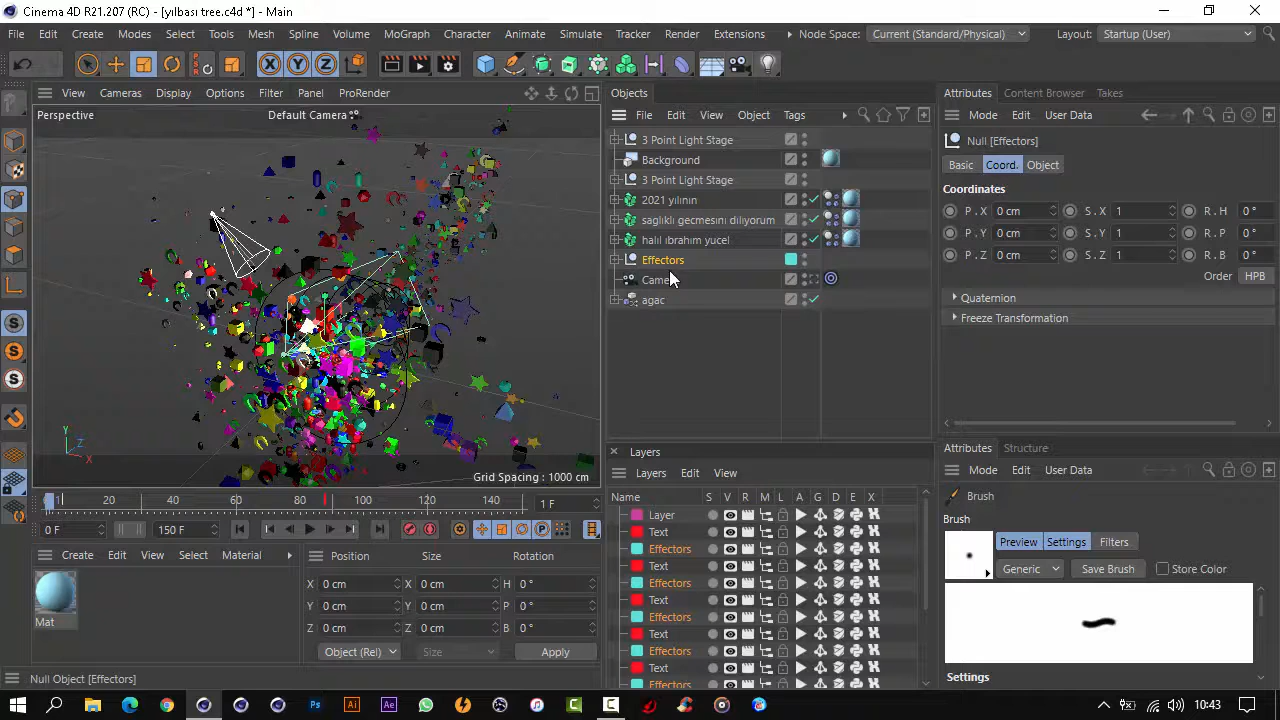 Cinema 4D R21.207 (RC) - [yılbası tree.c4d *] - Main
File Edit Create Modes Select Tools Mesh Spline Volume MoGraph Character Animate Simulate Tracker Render Extensions Node Space: Current (Standard/Physical) Layout: Startup (User)
View Cameras Display Options Filter Panel ProRender
Perspective Default Camera
Y Z X
Grid Spacing : 1000 cm
Objects
File Edit View Object Tags
3 Point Light Stage
Background
3 Point Light Stage
2021 yılının
saglıklı gecmesını dılıyorum
halıl ıbrahım yucel
Effectors
Camera
agac
Attributes Content Browser Takes
Mode Edit User Data
Null [Effectors]
Basic Coord. Object
Coordinates
P . X 0 cm S . X 1 R . H 0 °
P . Y 0 cm S . Y 1 R . P 0 °
P . Z 0 cm S . Z 1 R . B 0 °
Order HPB
Quaternion
Freeze Transformation
Layers
Layers Edit View
Name S V R M L A G D E X
Layer
Text
Effectors
Text
Effectors
Text
Effectors
Text
Effectors
Text
Effectors
Attributes Structure
Mode Edit User Data
Brush
Brush
Preview Settings Filters
Generic Save Brush Store Color
Settings
1 20 40 60 80 100 120 140 1 F
0 F 150 F
Create Edit View Select Material
Mat
Position Size Rotation
X 0 cm X 0 cm H 0 °
Y 0 cm Y 0 cm P 0 °
Z 0 cm Z 0 cm B 0 °
Object (Rel) Size Apply
Null Object [Effectors]
Ps Ai Ae
10:43